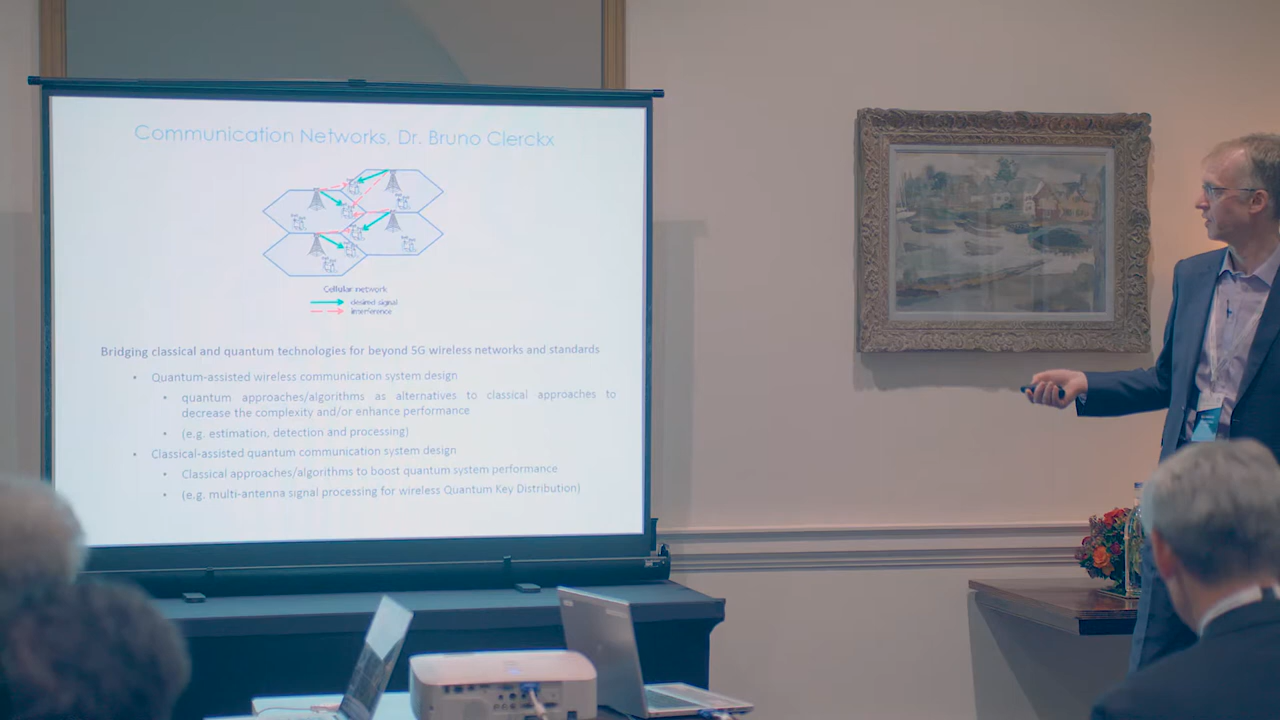 Communication Networks, Dr. Bruno Clerckx
Cellular network
desired signal
interference
Bridging classical and quantum technologies for beyond 5G wireless networks and standards
• Quantum-assisted wireless communication system design
• quantum approaches/algorithms as alternatives to classical approaches to
decrease the complexity and/or enhance performance
• (e.g. estimation, detection and processing)
• Classical-assisted quantum communication system design
• Classical approaches/algorithms to boost quantum system performance
• (e.g. multi-antenna signal processing for wireless Quantum Key Distribution)